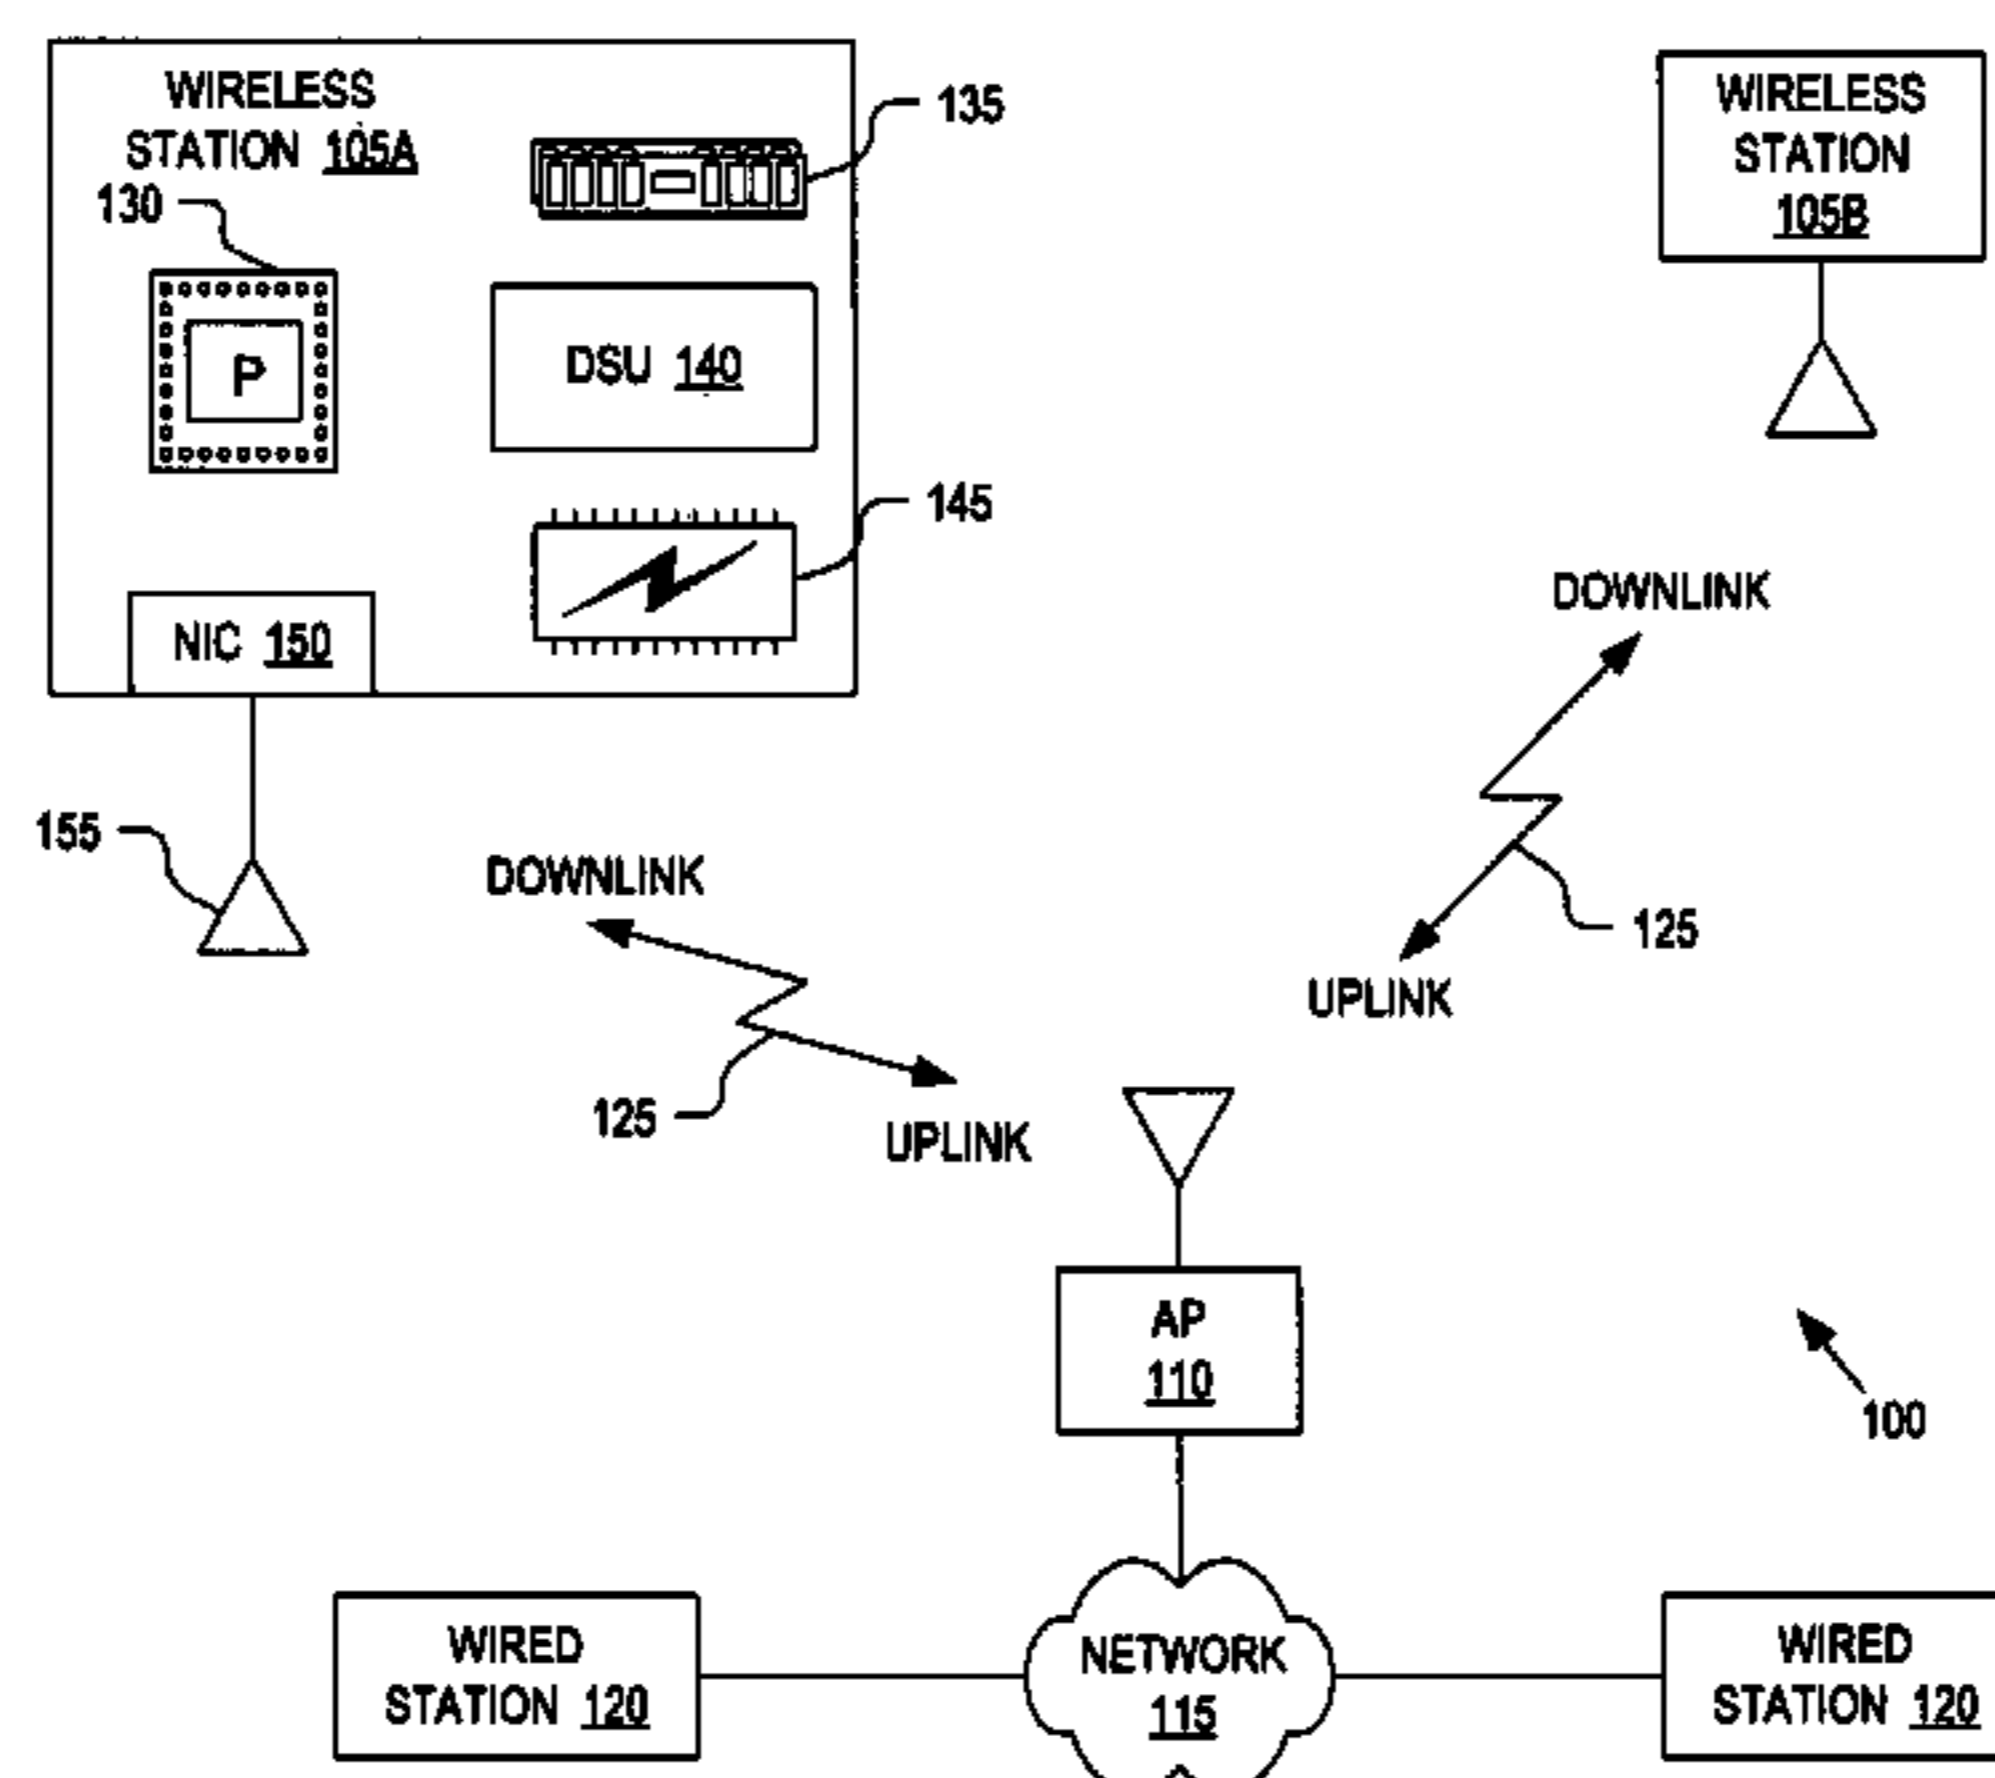 WIRELESS
STATION 105A
135
130
P
DSU 140
145
NIC 150
155
WIRELESS
STATION
105B
DOWNLINK
125
UPLINK
DOWNLINK
125
UPLINK
AP
110
100
WIRED
STATION 120
NETWORK
115
WIRED
STATION 120